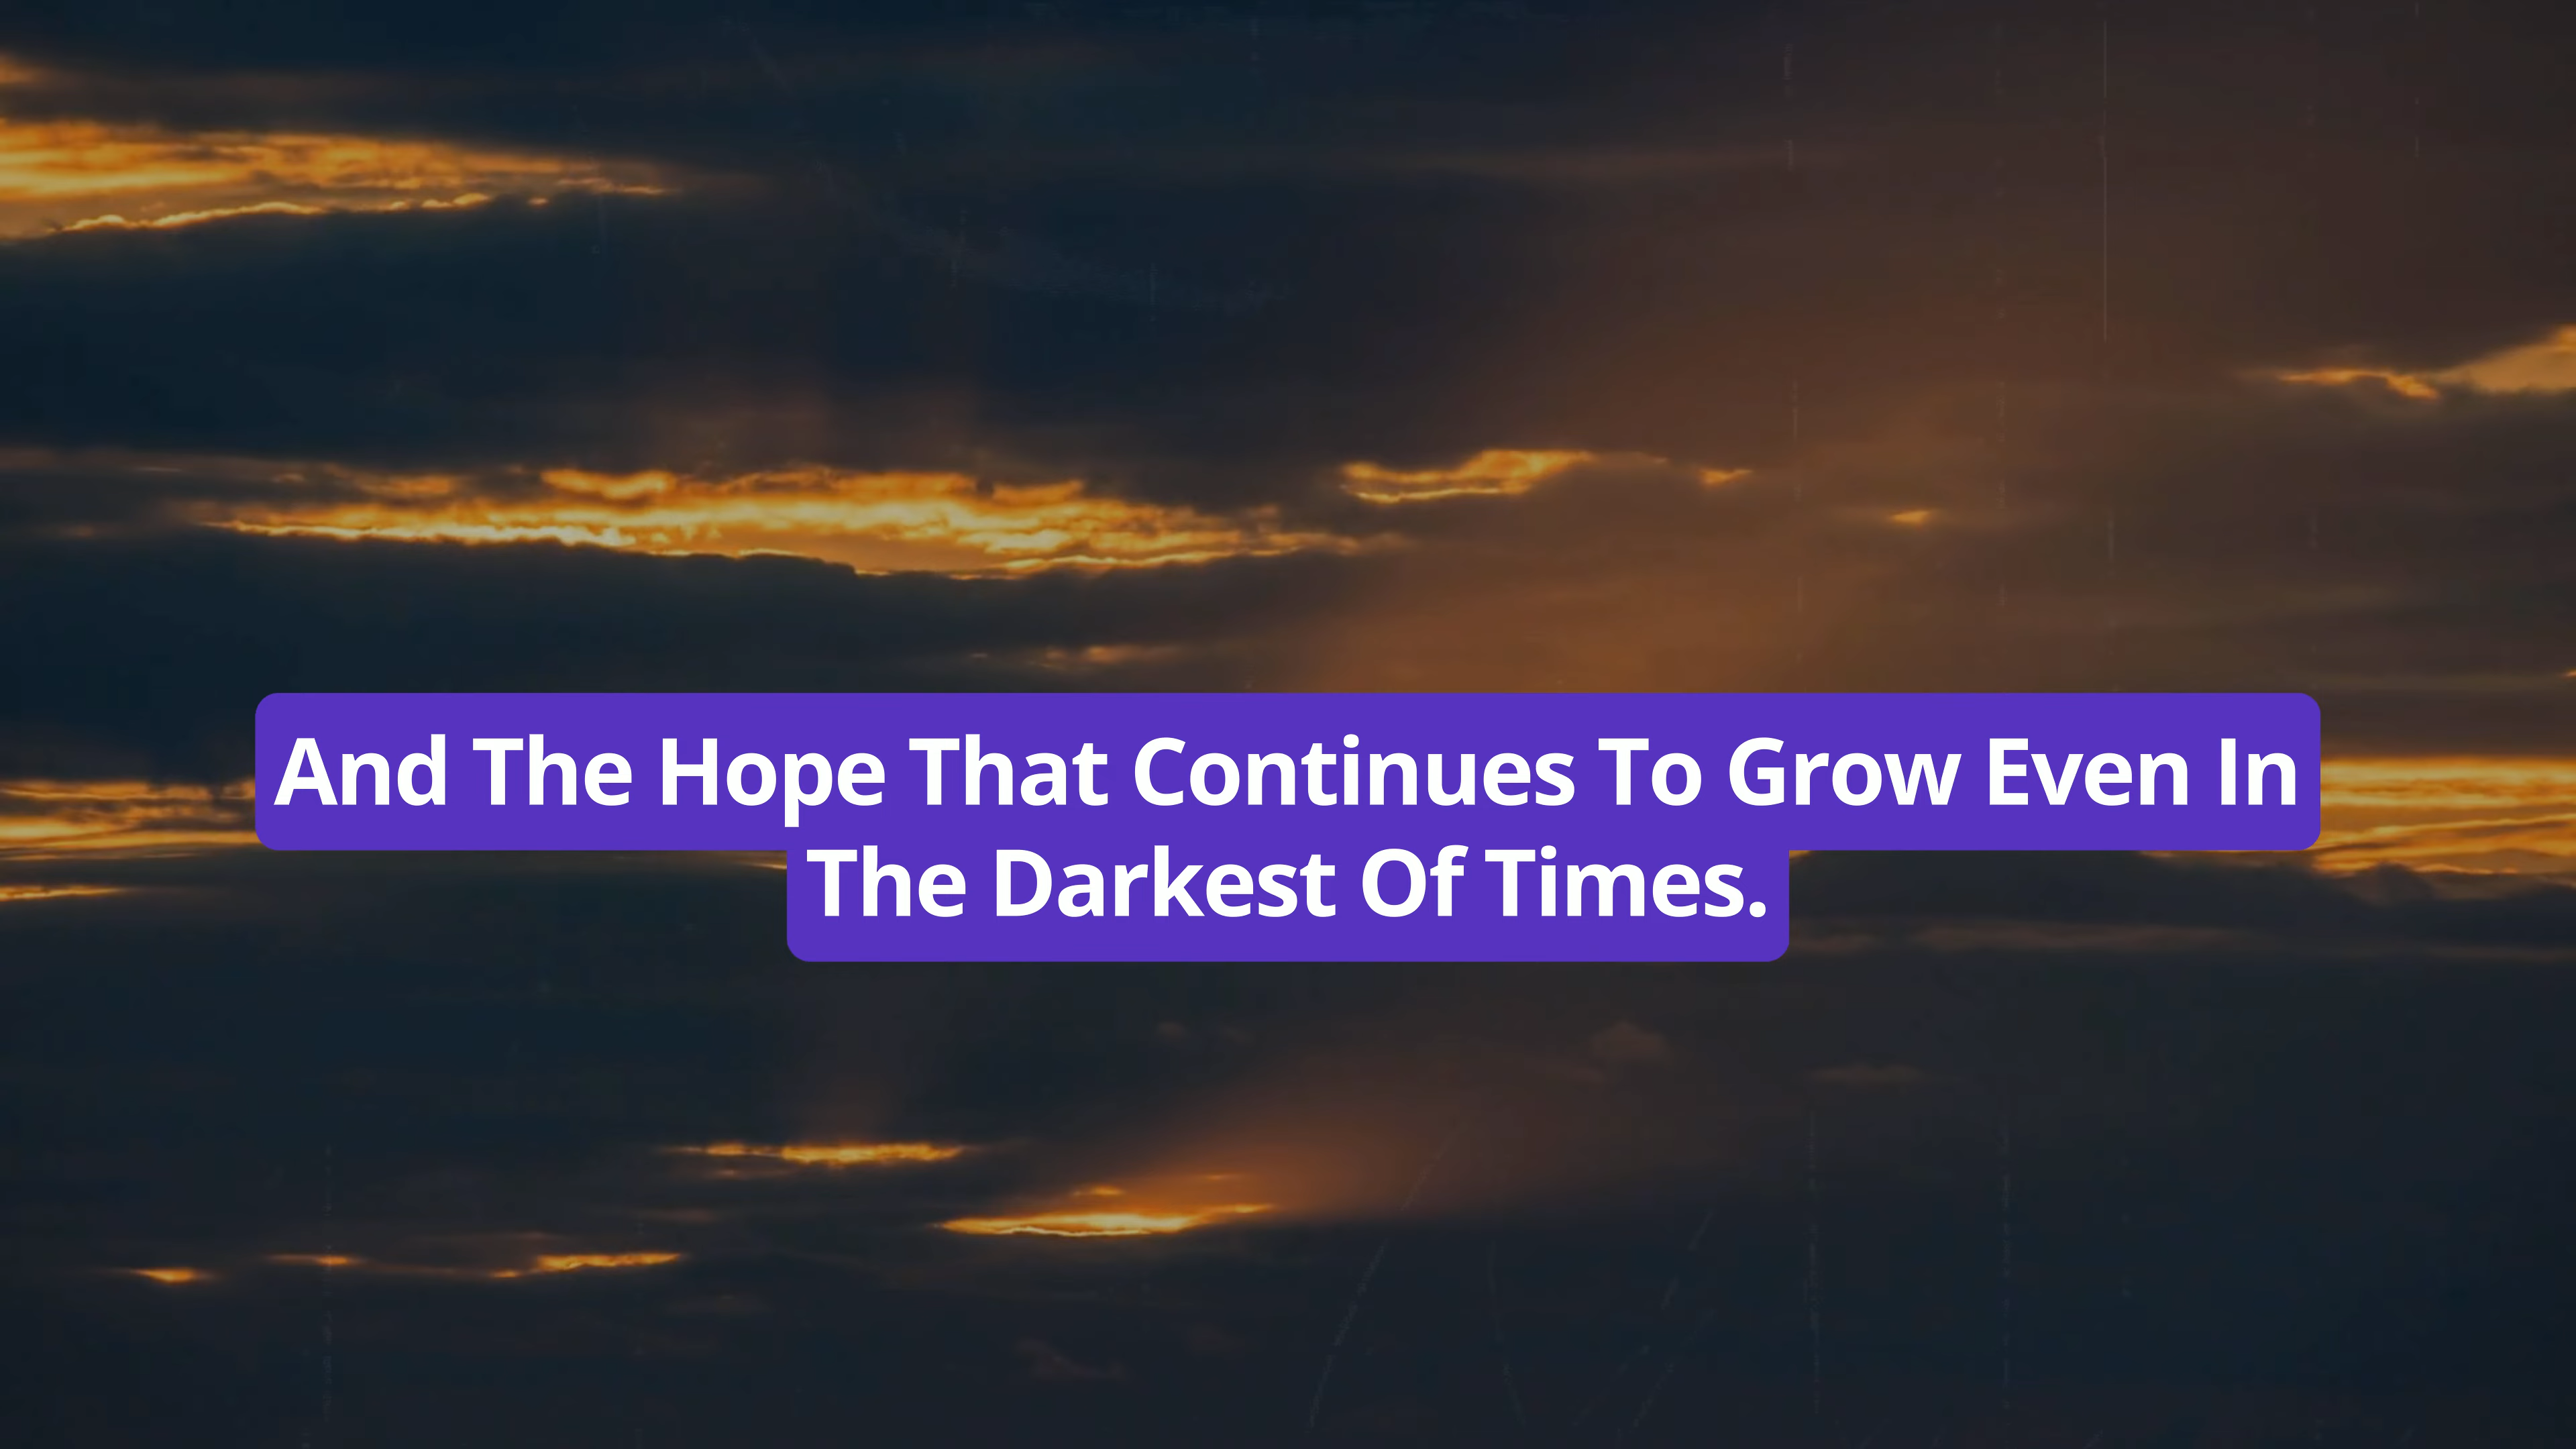 And The Hope That Continues To Grow Even In
The Darkest Of Times.